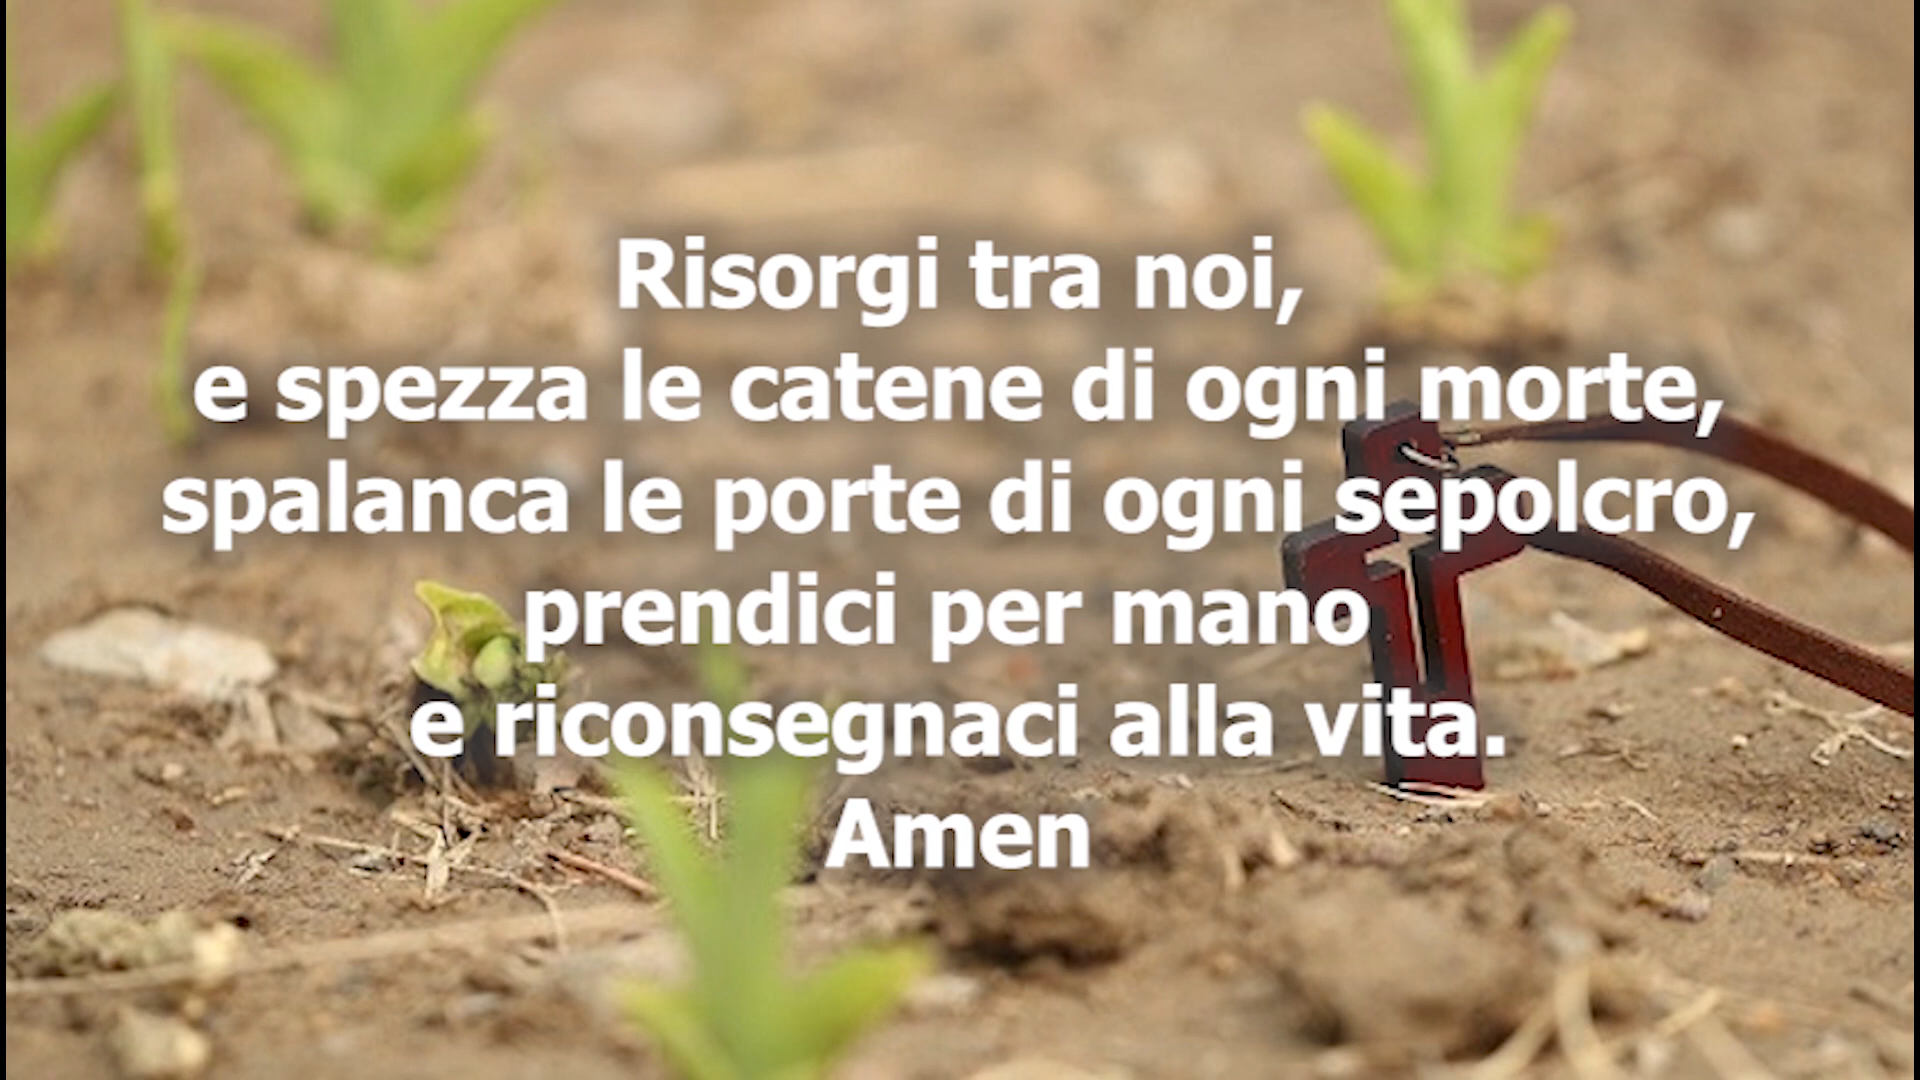 Risorgi tra noi,
e spezza le catene di ogni morte,
spalanca le porte di ogni sepolcro,
prendici per mano
e riconsegnaci alla vita.
Amen